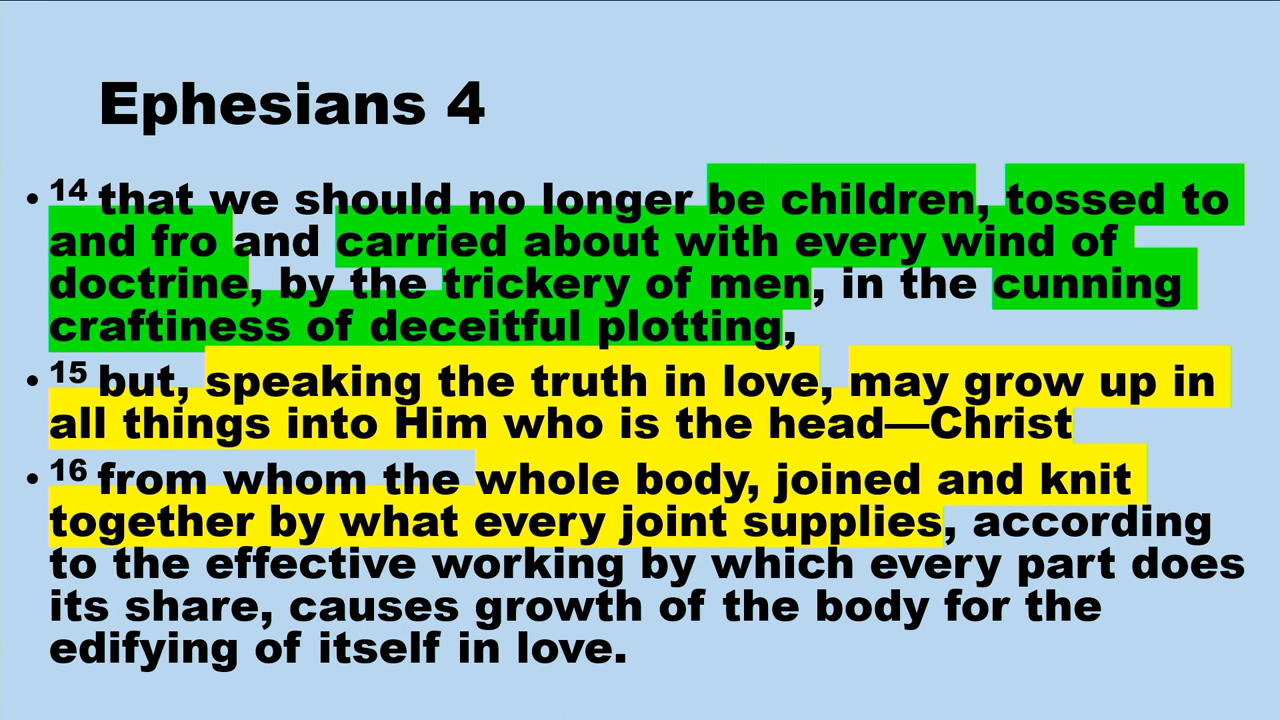 Ephesians 4
• 14 that we should no longer be children, tossed to
and fro and carried about with every wind of
doctrine, by the trickery of men, in the cunning
craftiness of deceitful plotting,
• 15 but, speaking the truth in love, may grow up in
all things into Him who is the head—Christ
• 16 from whom the whole body, joined and knit
together by what every joint supplies, according
to the effective working by which every part does
its share, causes growth of the body for the
edifying of itself in love.